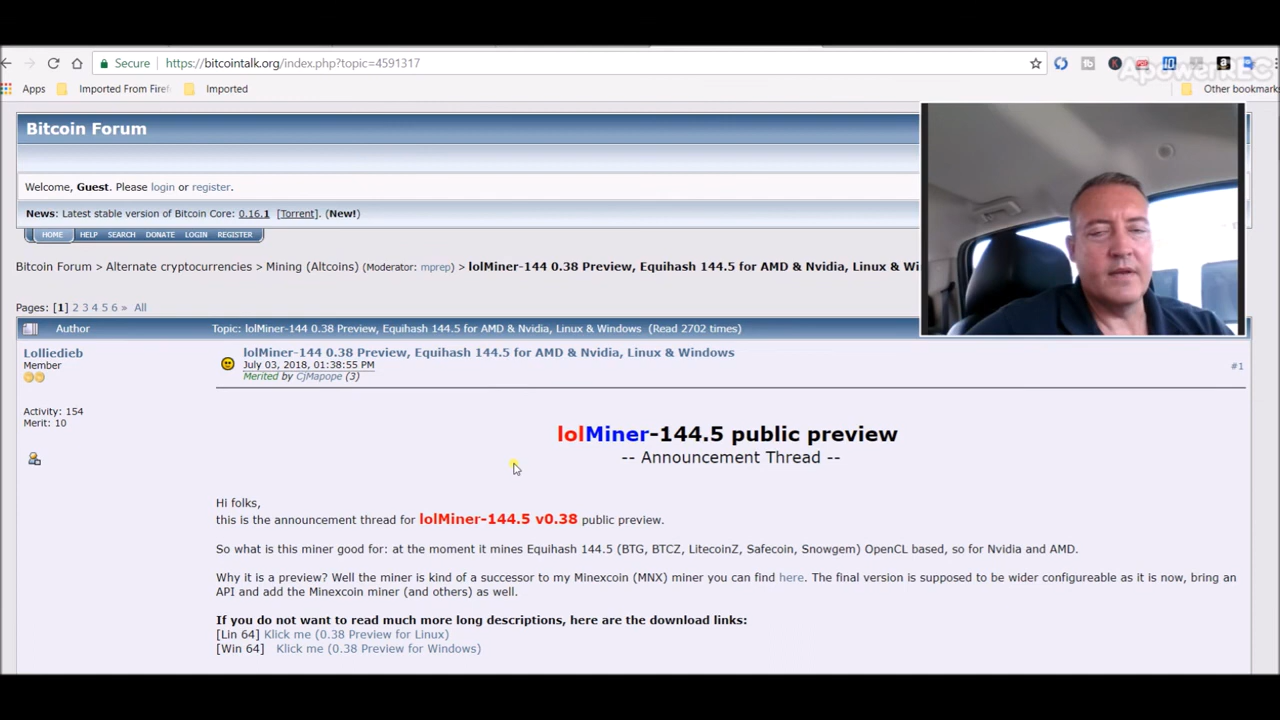 Secure https://bitcointalk.org/index.php?topic=4591317
ApowerREC
Apps Imported From Firef Imported Other bookmarks
Bitcoin Forum
Welcome, Guest. Please login or register.
News: Latest stable version of Bitcoin Core: 0.16.1 [Torrent]. (New!)
HOME HELP SEARCH DONATE LOGIN REGISTER
Bitcoin Forum > Alternate cryptocurrencies > Mining (Altcoins) (Moderator: mprep) > lolMiner-144 0.38 Preview, Equihash 144.5 for AMD & Nvidia, Linux & Wi
Pages: [1] 2 3 4 5 6 » All
Author Topic: lolMiner-144 0.38 Preview, Equihash 144.5 for AMD & Nvidia, Linux & Windows (Read 2702 times)
Lolliedieb
Member
Activity: 154
Merit: 10
lolMiner-144 0.38 Preview, Equihash 144.5 for AMD & Nvidia, Linux & Windows
July 03, 2018, 01:38:55 PM
Merited by CjMapope (3)
#1
lolMiner-144.5 public preview
-- Announcement Thread --
Hi folks,
this is the announcement thread for lolMiner-144.5 v0.38 public preview.
So what is this miner good for: at the moment it mines Equihash 144.5 (BTG, BTCZ, LitecoinZ, Safecoin, Snowgem) OpenCL based, so for Nvidia and AMD.
Why it is a preview? Well the miner is kind of a successor to my Minexcoin (MNX) miner you can find here. The final version is supposed to be wider configureable as it is now, bring an
API and add the Minexcoin miner (and others) as well.
If you do not want to read much more long descriptions, here are the download links:
[Lin 64] Klick me (0.38 Preview for Linux)
[Win 64] Klick me (0.38 Preview for Windows)